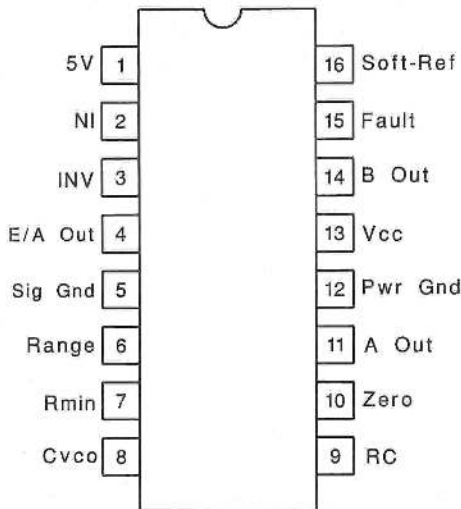 5V 1 16 Soft-Ref
NI 2 15 Fault
INV 3 14 B Out
E/A Out 4 13 Vcc
Sig Gnd 5 12 Pwr Gnd
Range 6 11 A Out
Rmin 7 10 Zero
Cvco 8 9 RC